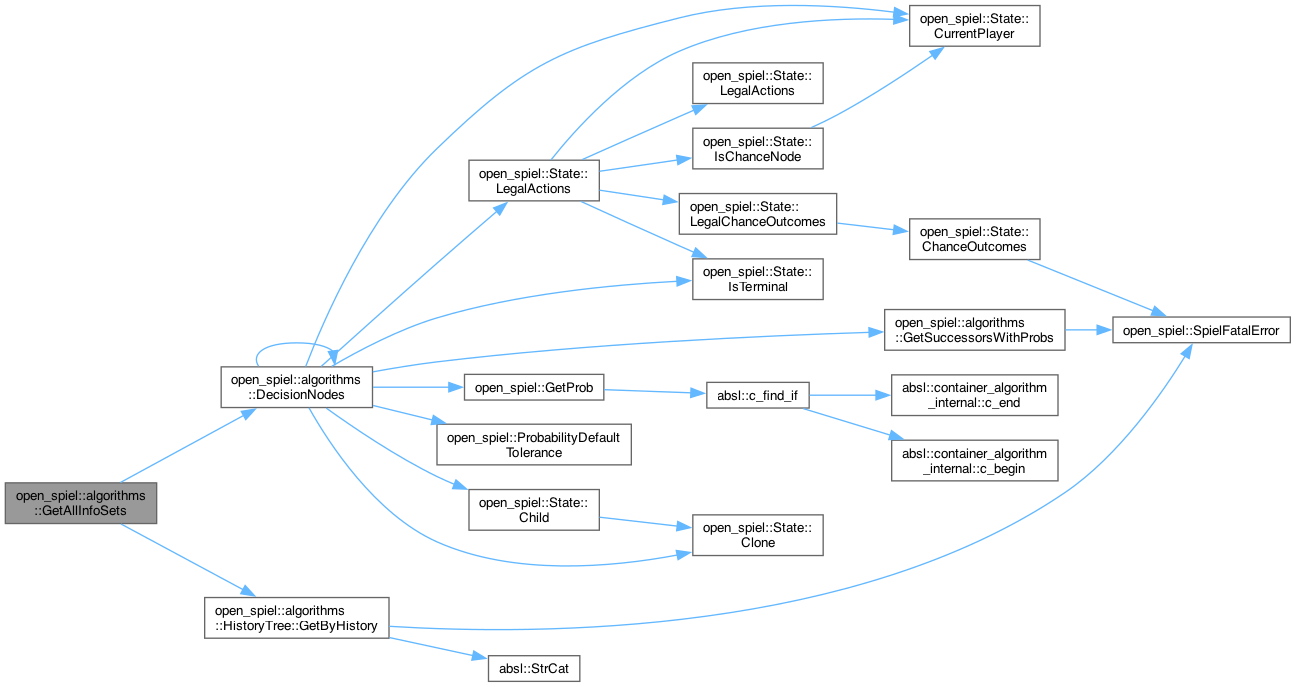 open_spiel::algorithms
::GetAllInfoSets
open_spiel::algorithms
::DecisionNodes
open_spiel::State::
LegalActions
open_spiel::State::
CurrentPlayer
open_spiel::State::
LegalActions
open_spiel::State::
IsChanceNode
open_spiel::State::
LegalChanceOutcomes
open_spiel::State::
ChanceOutcomes
open_spiel::State::
IsTerminal
open_spiel::algorithms
::GetSuccessorsWithProbs
open_spiel::SpielFatalError
open_spiel::GetProb
absl::c_find_if
absl::container_algorithm
_internal::c_end
absl::container_algorithm
_internal::c_begin
open_spiel::ProbabilityDefault
Tolerance
open_spiel::State::
Child
open_spiel::State::
Clone
open_spiel::algorithms
::HistoryTree::GetByHistory
absl::StrCat